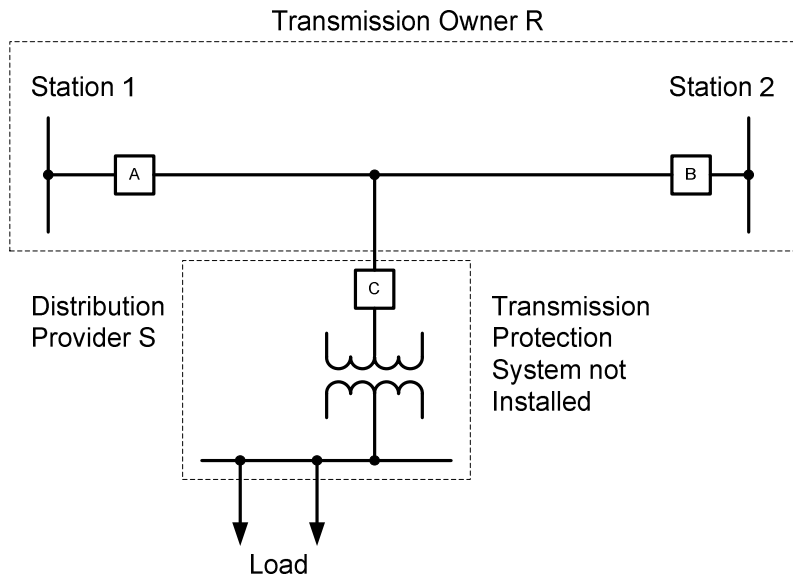 Transmission Owner R
Station 1
Station 2
A
B
C
Distribution
Provider S
Transmission
Protection
System not
Installed
Load